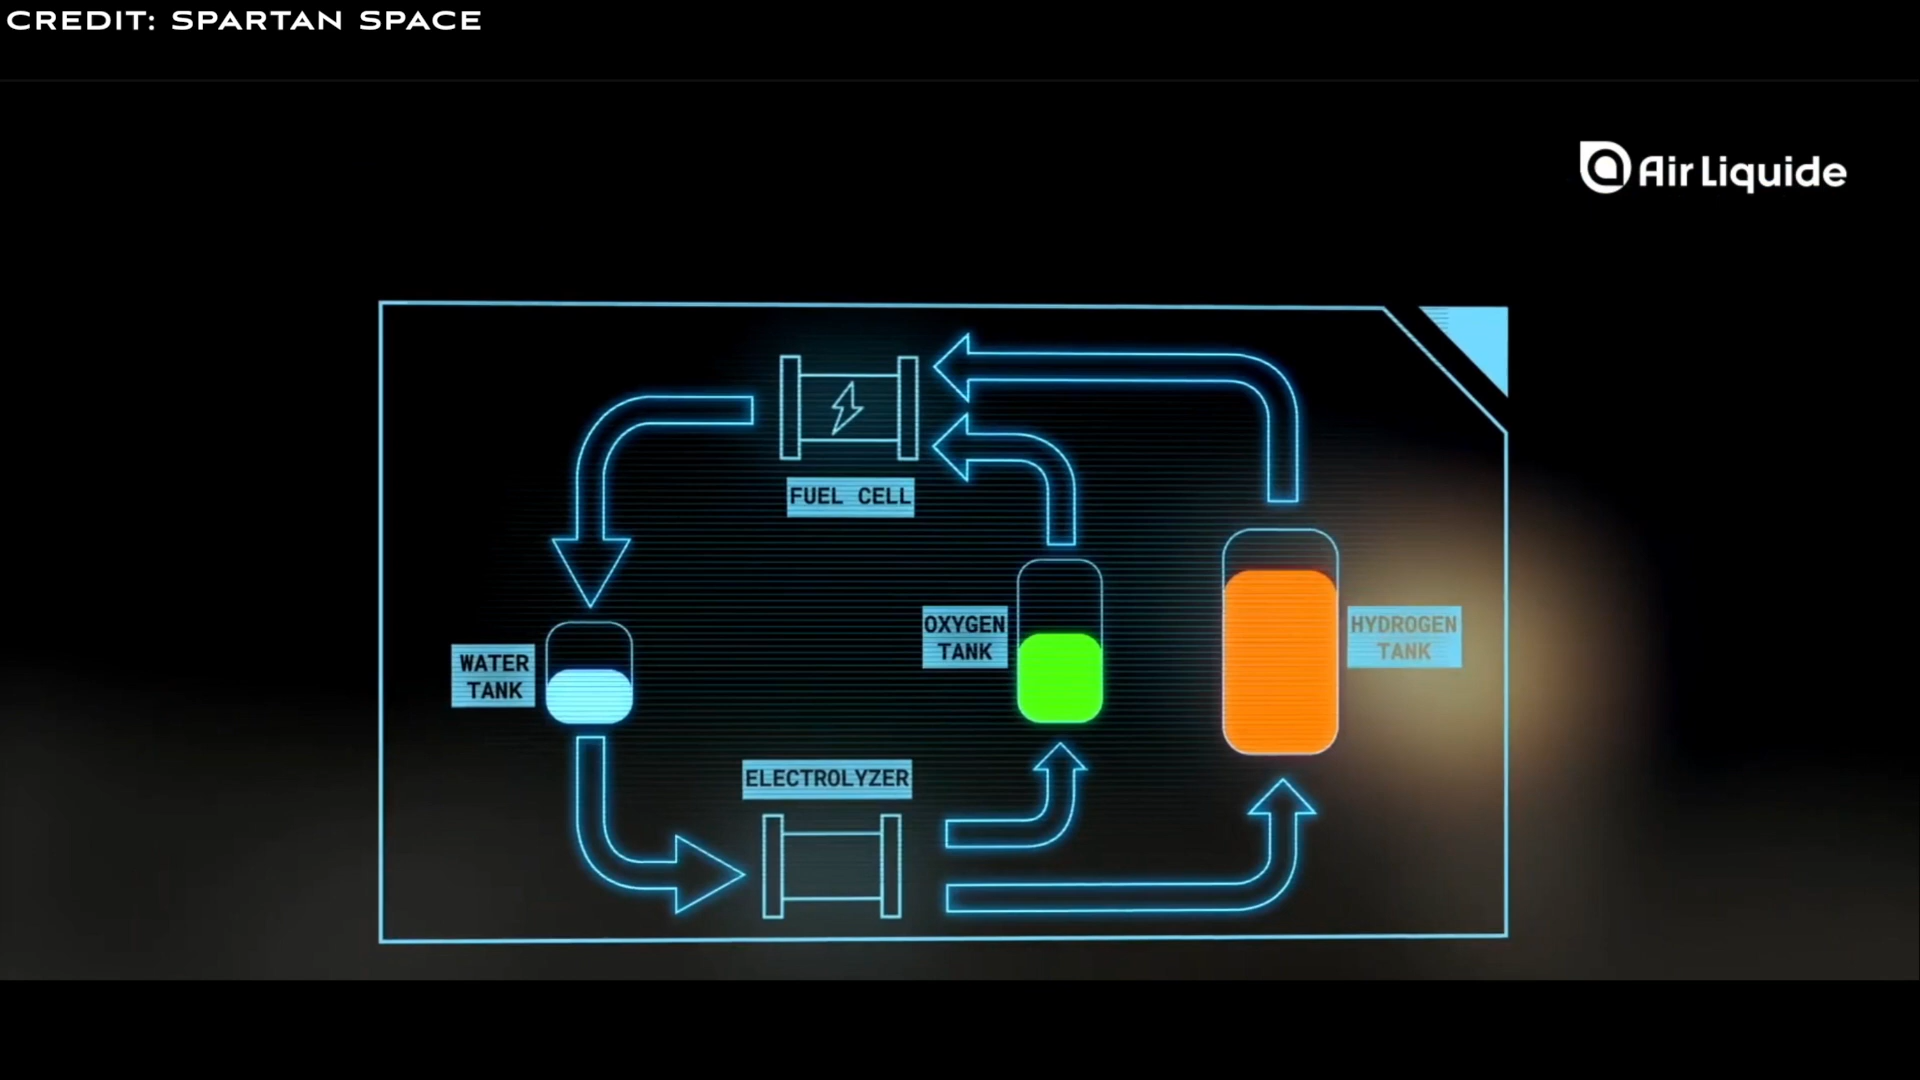 CREDIT: SPARTAN SPACE
Air Liquide
FUEL CELL
OXYGEN
TANK
HYDROGEN
TANK
WATER
TANK
ELECTROLYZER